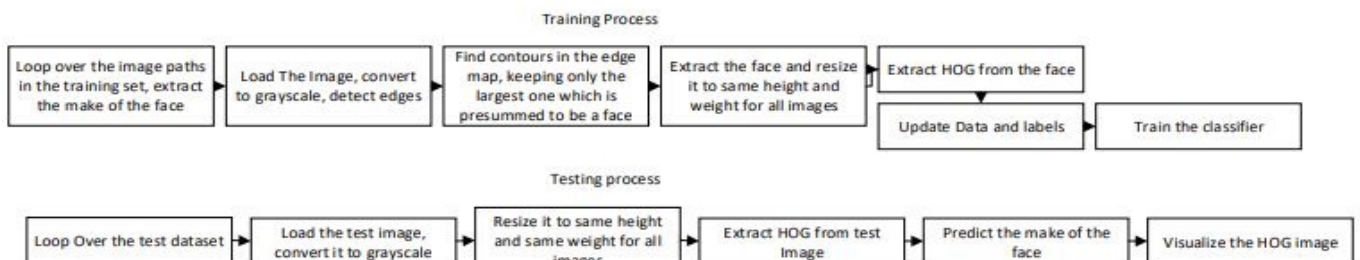 Training Process
Loop over the image paths
in the training set, extract
the make of the face
Load The Image, convert
to grayscale, detect edges
Find contours in the edge
map, keeping only the
largest one which is
presummed to be a face
Extract the face and resize
it to same height and
weight for all images
Extract HOG from the face
Update Data and labels
Train the classifier
Testing process
Loop Over the test dataset
Load the test image,
convert it to grayscale
Resize it to same height
and same weight for all
images
Extract HOG from test
Image
Predict the make of the
face
Visualize the HOG image